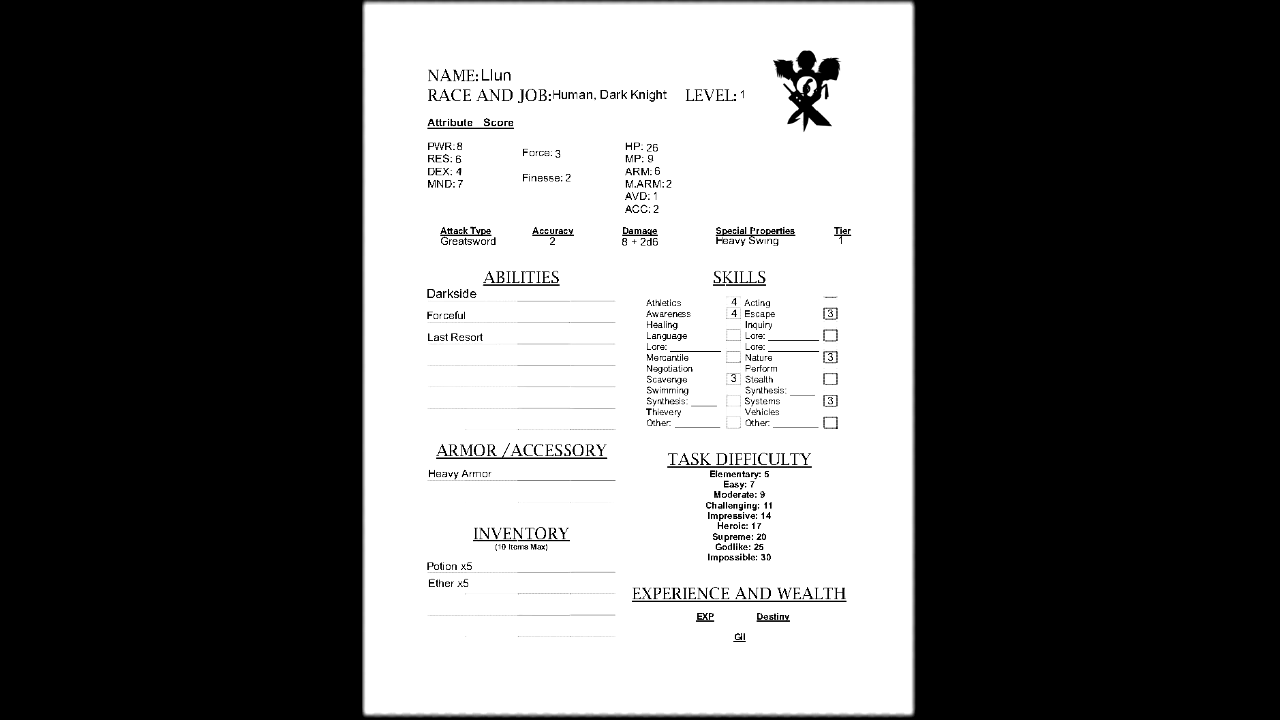 NAME: Llun
RACE AND JOB: Human, Dark Knight LEVEL: 1
Attribute Score
PWR: 8
RES: 6
DEX: 4
MND: 7
Force: 3
Finesse: 2
HP: 26
MP: 9
ARM: 6
M.ARM: 2
AVD: 1
ACC: 2
Attack Type Accuracy Damage Special Properties Tier
Greatsword 2 8 + 2d6 Heavy Swing 1
ABILITIES
Darkside
Forceful
Last Resort
ARMOR /ACCESSORY
Heavy Armor
INVENTORY
(10 Items Max)
Potion x5
Ether x5
SKILLS
Athletics 4 Acting
Awareness 4 Escape 3
Healing Inquiry
Language Lore:
Lore: Lore:
Mercantile Nature 3
Negotiation Perform
Scavenge 3 Stealth
Swimming Synthesis:
Synthesis: Systems 3
Thievery Vehicles
Other: Other:
TASK DIFFICULTY
Elementary: 5
Easy: 7
Moderate: 9
Challenging: 11
Impressive: 14
Heroic: 17
Supreme: 20
Godlike: 25
Impossible: 30
EXPERIENCE AND WEALTH
EXP Destiny
Gil